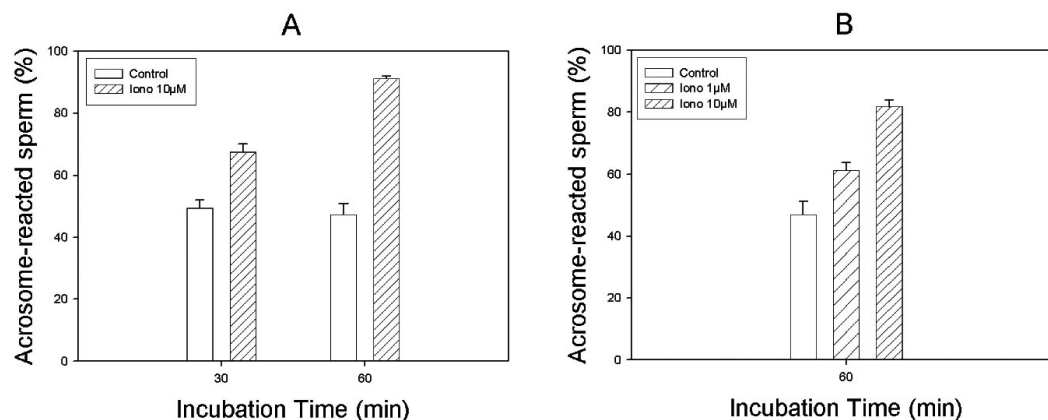 A
Acrosome-reacted sperm (%)
100
80
60
40
20
0
Control
Iono 10µM
30
60
Incubation Time (min)
B
Acrosome-reacted sperm (%)
100
80
60
40
20
0
Control
Iono 1µM
Iono 10µM
60
Incubation Time (min)